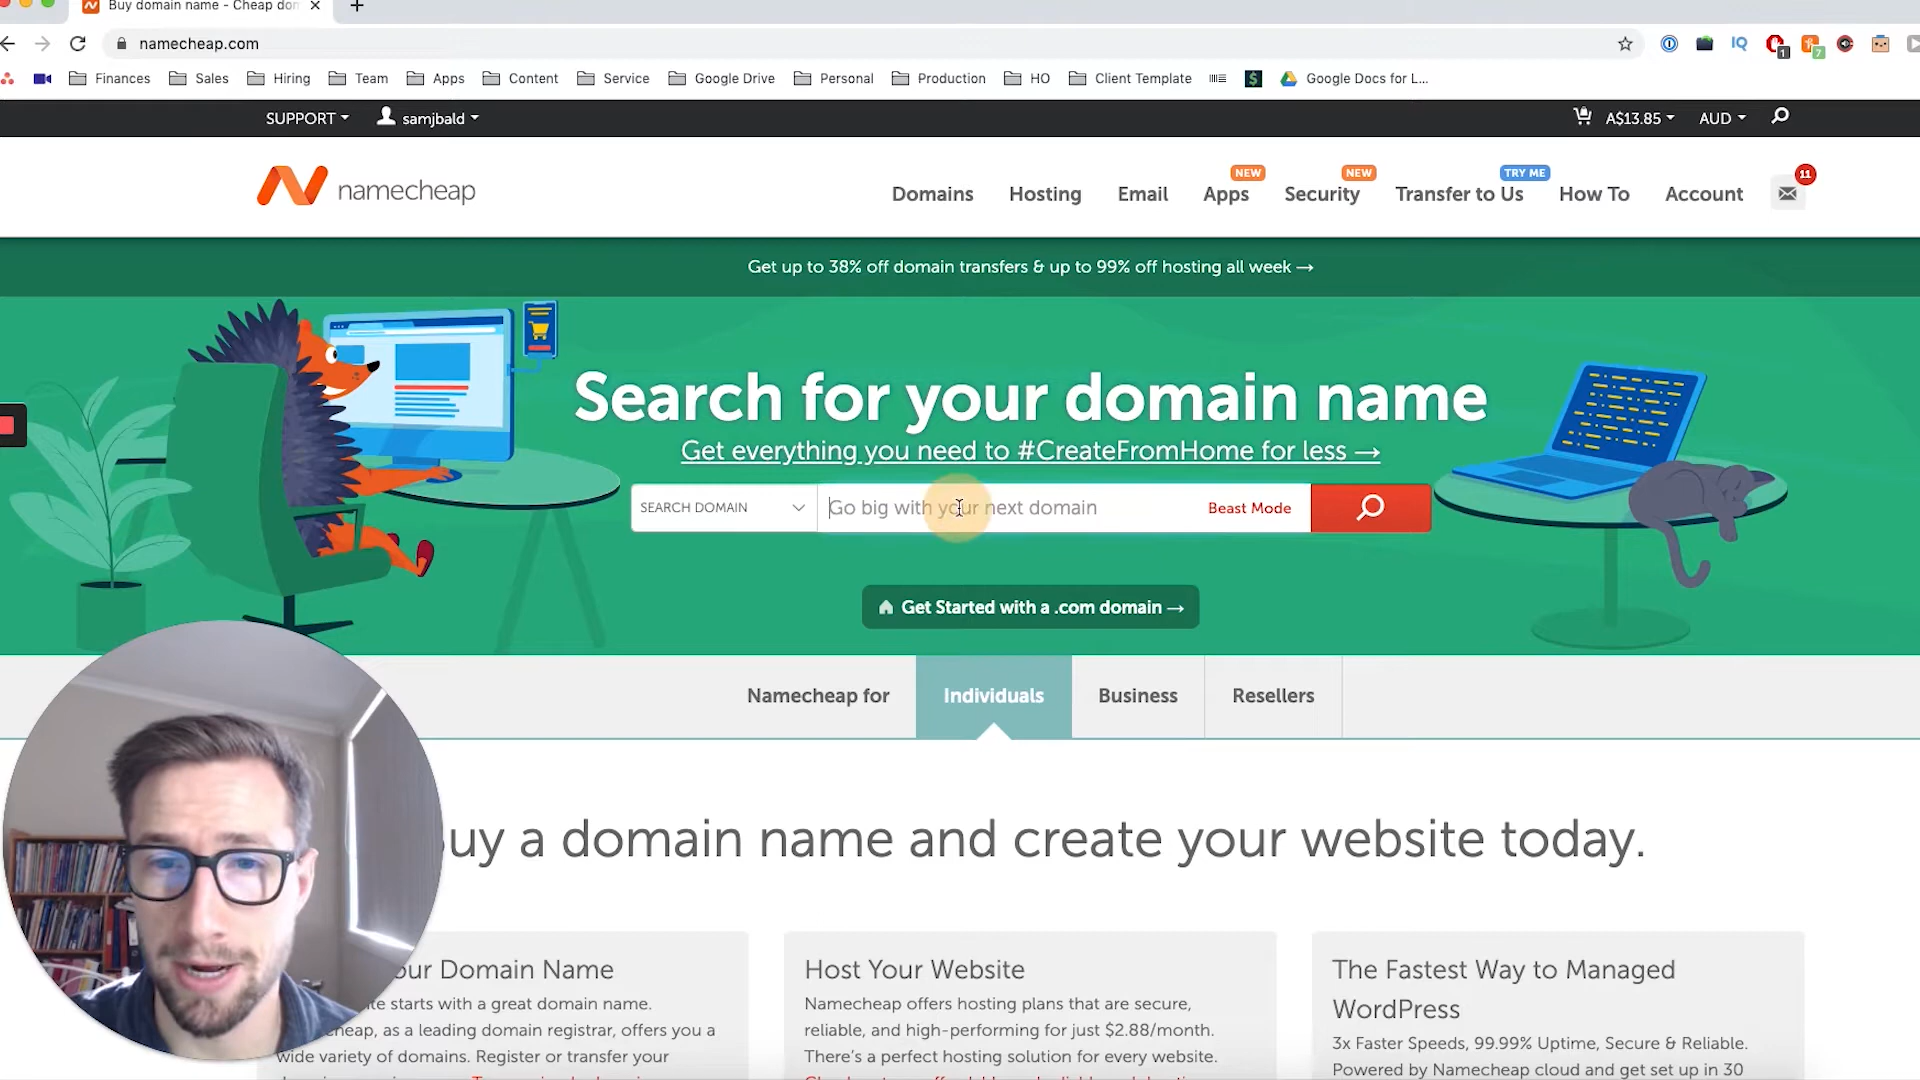 Buy domain name - Cheap dom
namecheap.com
IQ
1
7
Finances Sales Hiring Team Apps Content Service Google Drive Personal Production HO Client Template $ Google Docs for L...
SUPPORT samjbald A$13.85 AUD
NEW NEW TRY ME 11
namecheap Domains Hosting Email Apps Security Transfer to Us How To Account
Get up to 38% off domain transfers & up to 99% off hosting all week →
Search for your domain name
Get everything you need to #CreateFromHome for less →
SEARCH DOMAIN Go big with your next domain Beast Mode
Get Started with a .com domain →
Namecheap for Individuals Business Resellers
uy a domain name and create your website today.
our Domain Name
te starts with a great domain name.
cheap, as a leading domain registrar, offers you a
wide variety of domains. Register or transfer your
Host Your Website
Namecheap offers hosting plans that are secure,
reliable, and high-performing for just $2.88/month.
There's a perfect hosting solution for every website.
The Fastest Way to Managed
WordPress
3x Faster Speeds, 99.99% Uptime, Secure & Reliable.
Powered by Namecheap cloud and get set up in 30